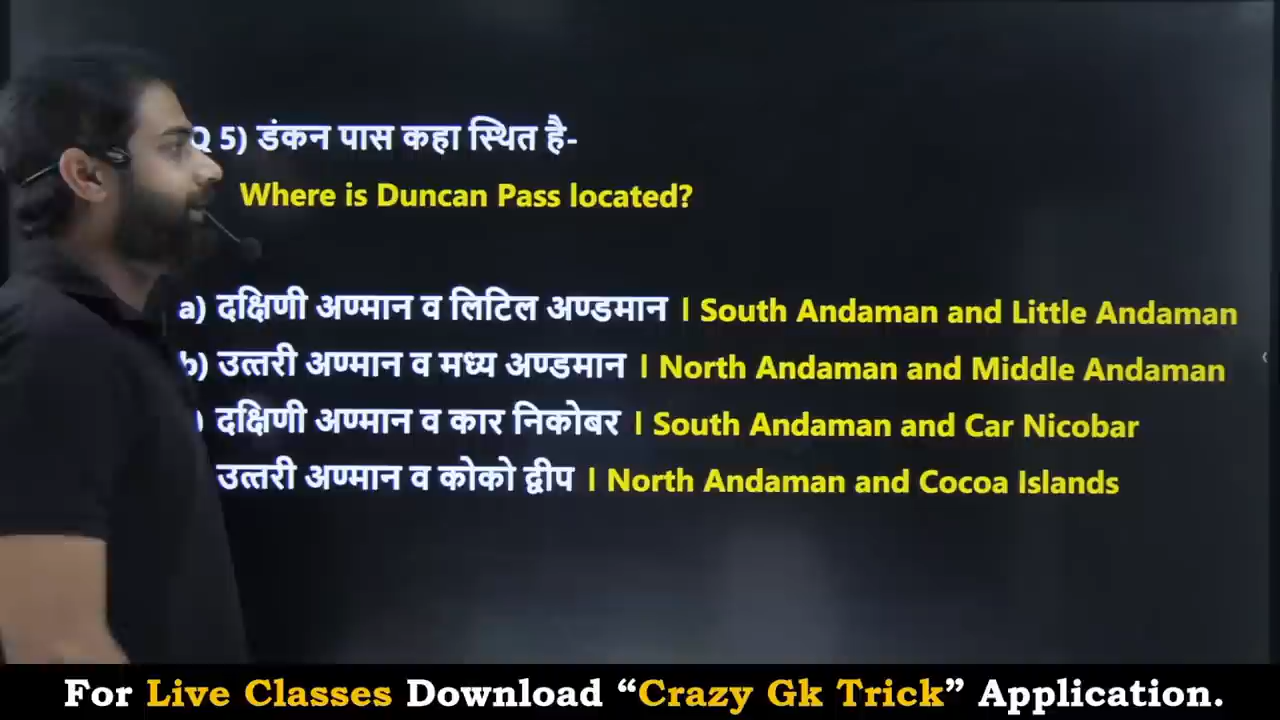 Q 5) डंकन पास कहा स्थित है-
Where is Duncan Pass located?
a) दक्षिणी अण्मान व लिटिल अण्डमान । South Andaman and Little Andaman
b) उत्तरी अण्मान व मध्य अण्डमान । North Andaman and Middle Andaman
) दक्षिणी अण्मान व कार निकोबर । South Andaman and Car Nicobar
उत्तरी अण्मान व कोको द्वीप । North Andaman and Cocoa Islands
For Live Classes Download “Crazy Gk Trick” Application.